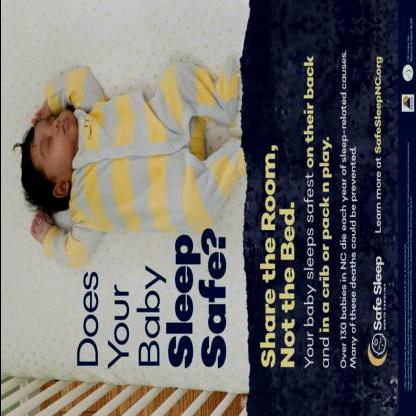 Does
Your
Baby
Sleep
Safe?
Share the Room,
Not the Bed.
Your baby sleeps safest on their back
and in a crib or pack n play.
Over 130 babies in NC die each year of sleep-related causes.
Many of these deaths could be prevented.
Safe Sleep
Learn more at SafeSleepNC.org